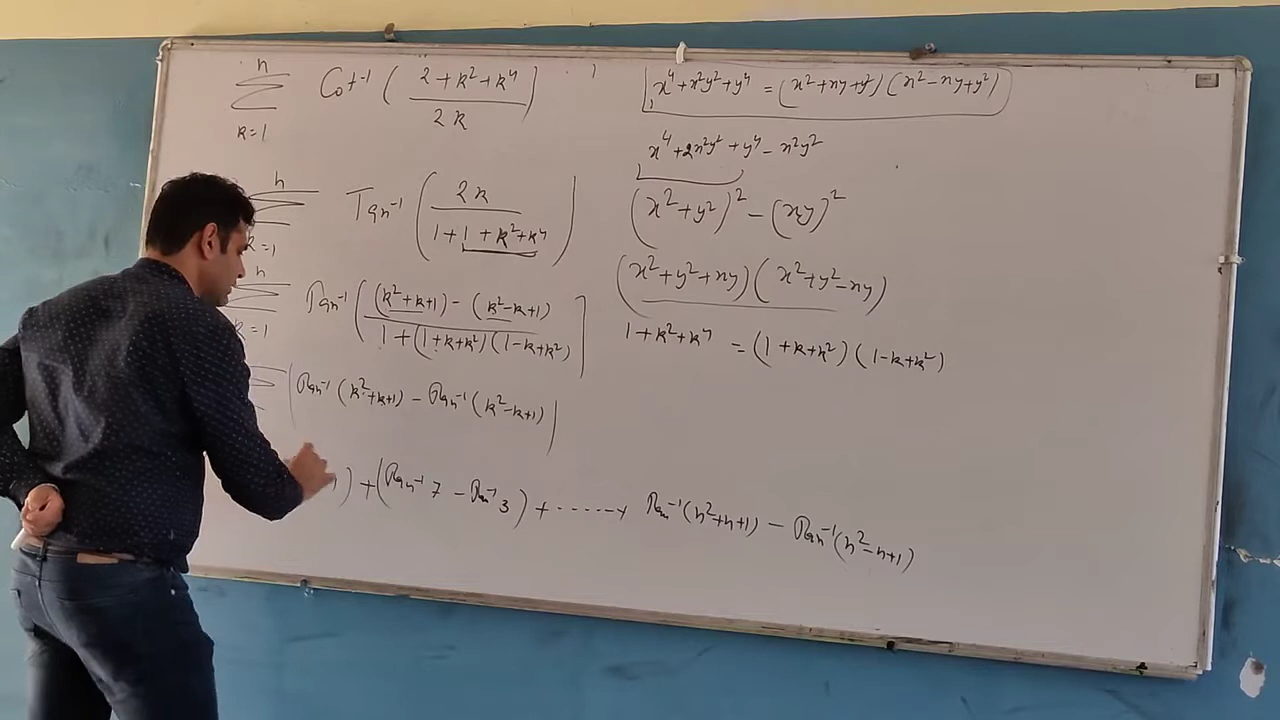 n
Σ Cot⁻¹ ( 2 + k² + k⁴ / 2k )
k=1
n
Σ Tan⁻¹ ( 2k / 1 + 1 + k² + k⁴ )
k=1
n
Σ Tan⁻¹ ( (k² + k + 1) - (k² - k + 1) / 1 + (1 + k + k²)(1 - k + k²) )
k=1
Σ Tan⁻¹ (k² + k + 1) - Tan⁻¹ (k² - k + 1)
1) + (Tan⁻¹ 7 - Tan⁻¹ 3) + ...... + Tan⁻¹ (n² + n + 1) - Tan⁻¹ (n² - n + 1)
x⁴ + x²y² + y⁴ = (x² + xy + y²)(x² - xy + y²)
x⁴ + 2x²y² + y⁴ - x²y²
(x² + y²)² - (xy)²
(x² + y² + xy)(x² + y² - xy)
1 + k² + k⁴ = (1 + k + k²)(1 - k + k²)